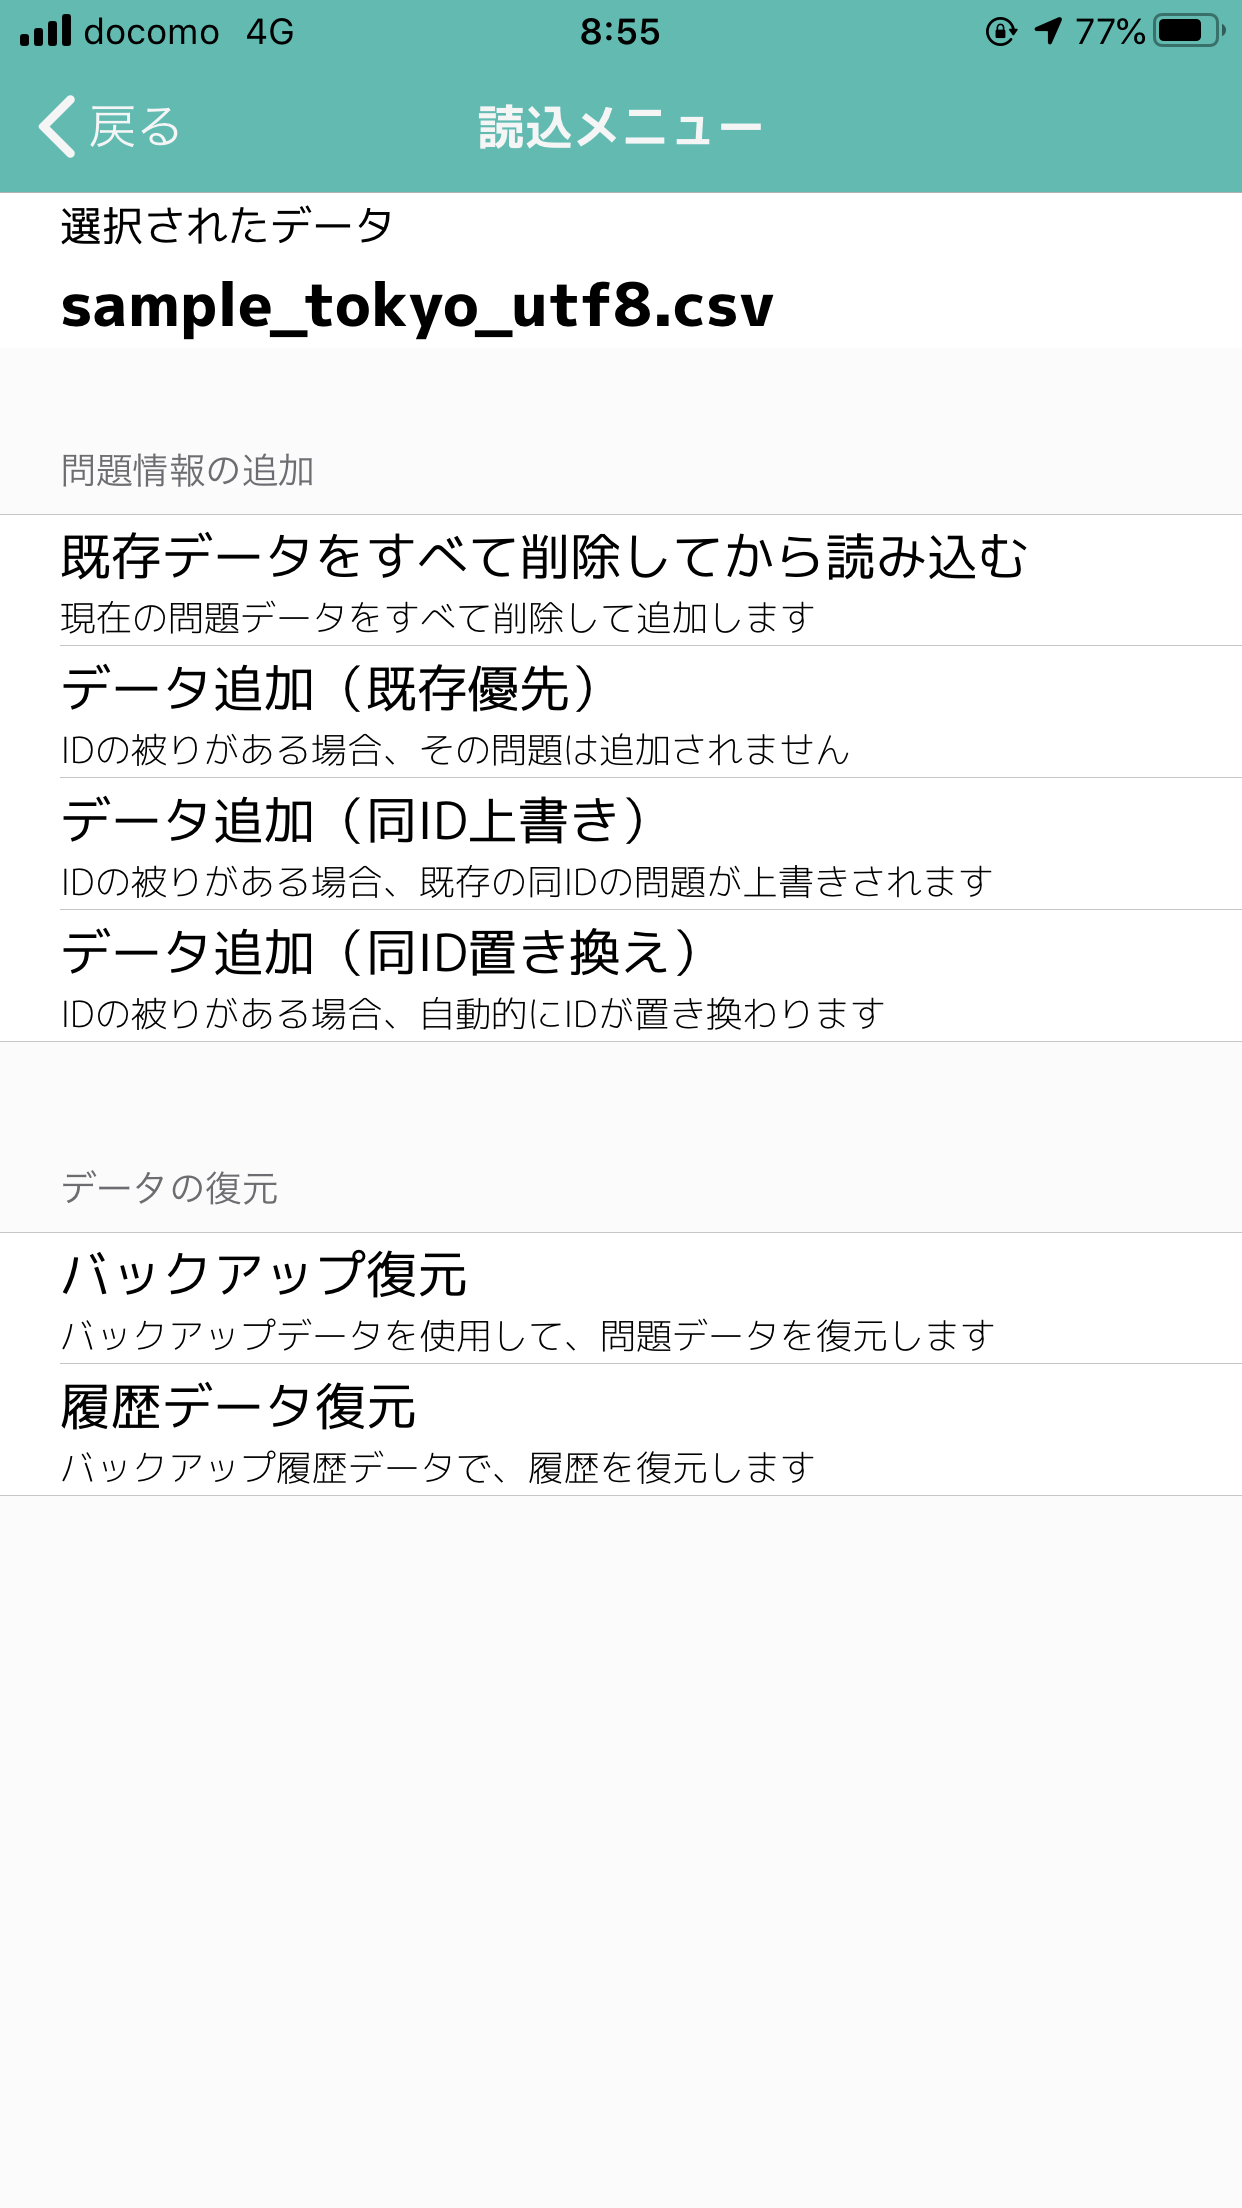 docomo 4G 8:55 77%
戻る 読込メニュー
選択されたデータ
sample_tokyo_utf8.csv
問題情報の追加
既存データをすべて削除してから読み込む
現在の問題データをすべて削除して追加します
データ追加（既存優先）
IDの被りがある場合、その問題は追加されません
データ追加（同ID上書き）
IDの被りがある場合、既存の同IDの問題が上書きされます
データ追加（同ID置き換え）
IDの被りがある場合、自動的にIDが置き換わります
データの復元
バックアップ復元
バックアップデータを使用して、問題データを復元します
履歴データ復元
バックアップ履歴データで、履歴を復元します